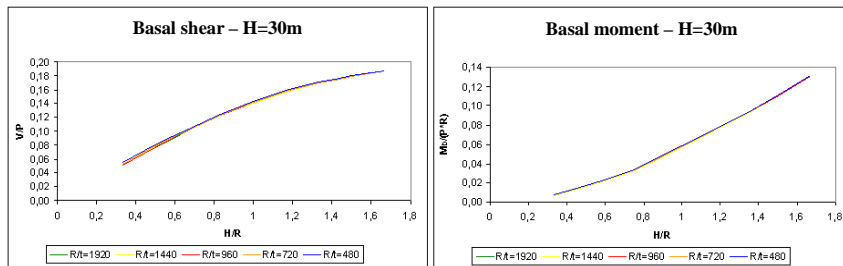 Basal shear – H=30m
V/P
0,20
0,18
0,16
0,14
0,12
0,10
0,08
0,06
0,04
0,02
0,00
0 0,2 0,4 0,6 0,8 1 1,2 1,4 1,6 1,8
H/R
R/t=1920 R/t=1440 R/t=960 R/t=720 R/t=480
Basal moment – H=30m
Mb/(P*R)
0,14
0,12
0,10
0,08
0,06
0,04
0,02
0,00
0 0,2 0,4 0,6 0,8 1 1,2 1,4 1,6 1,8
H/R
R/t=1920 R/t=1440 R/t=960 R/t=720 R/t=480